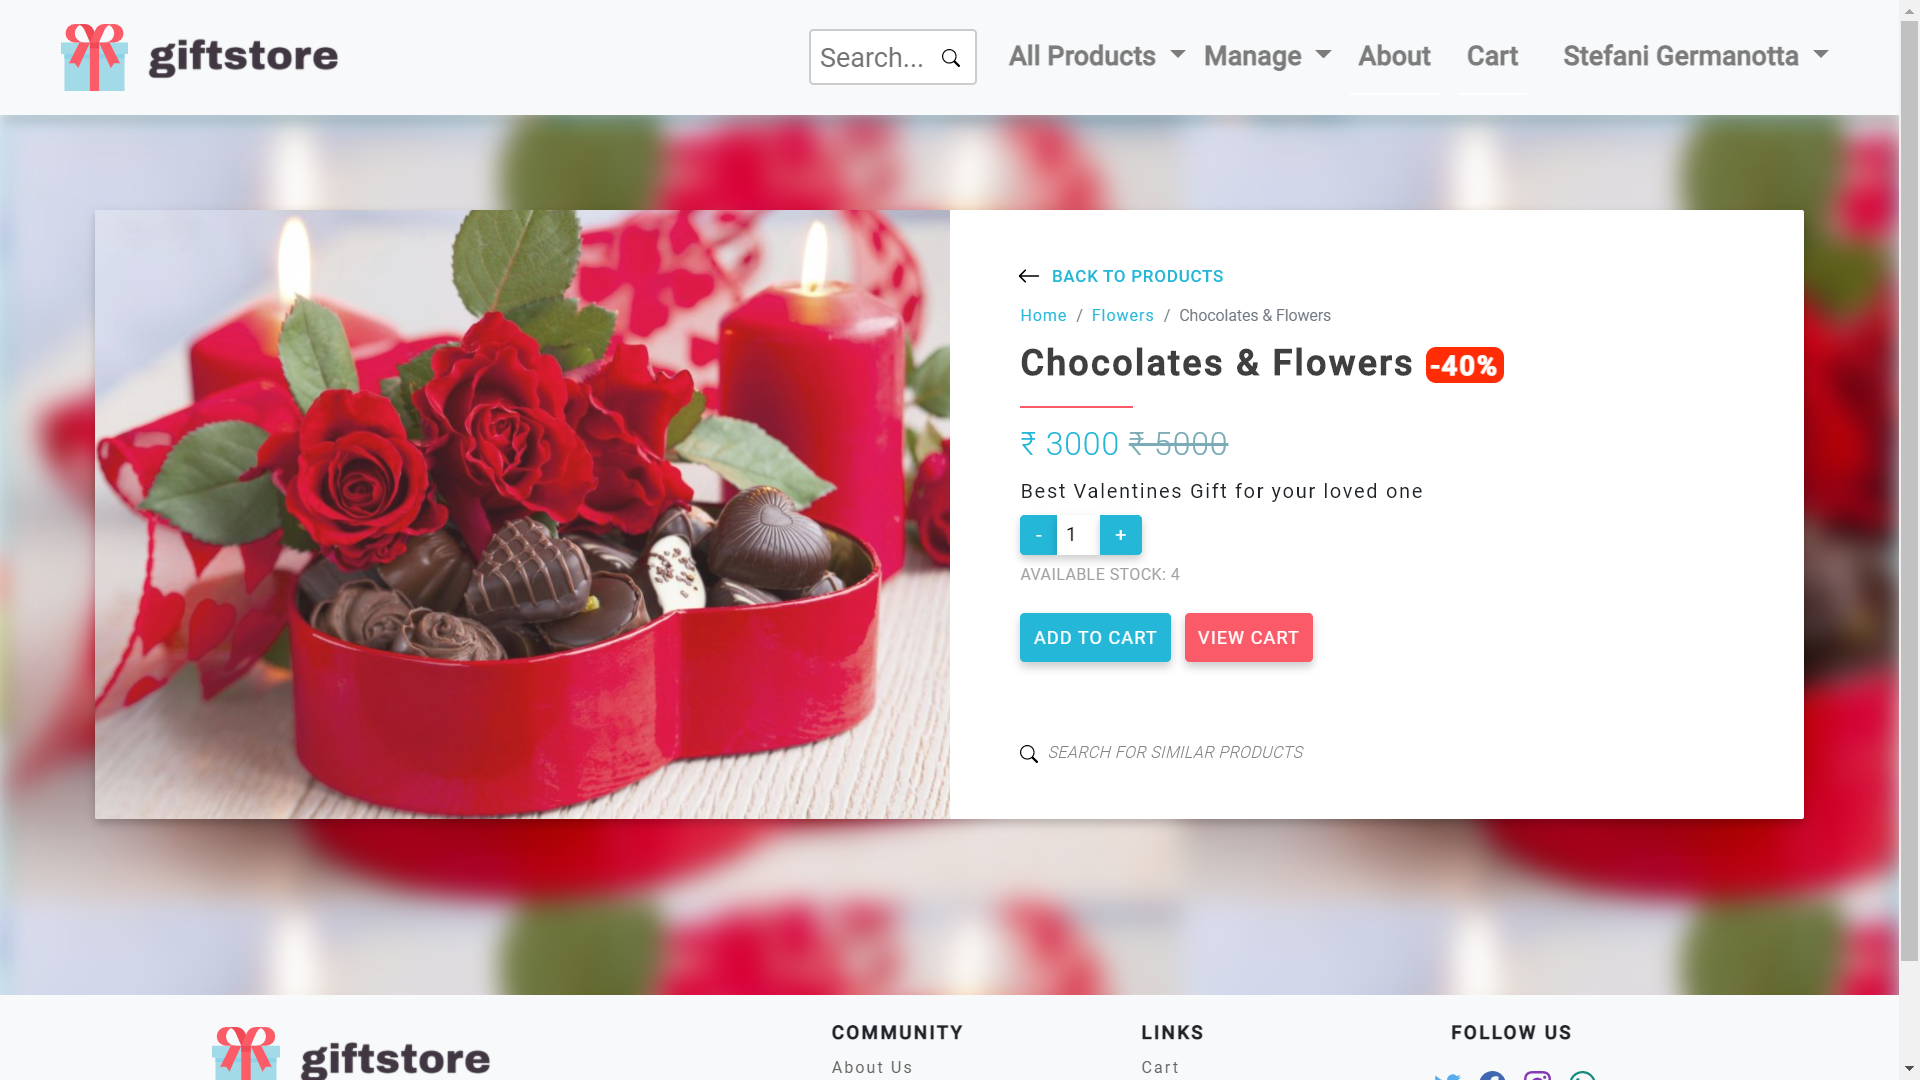 giftstore
Search...
All Products
Manage
About
Cart
Stefani Germanotta
BACK TO PRODUCTS
Home / Flowers / Chocolates & Flowers
Chocolates & Flowers -40%
₹ 3000 ₹ 5000
Best Valentines Gift for your loved one
- 1 +
AVAILABLE STOCK: 4
ADD TO CART
VIEW CART
SEARCH FOR SIMILAR PRODUCTS
giftstore
COMMUNITY
About Us
LINKS
Cart
FOLLOW US